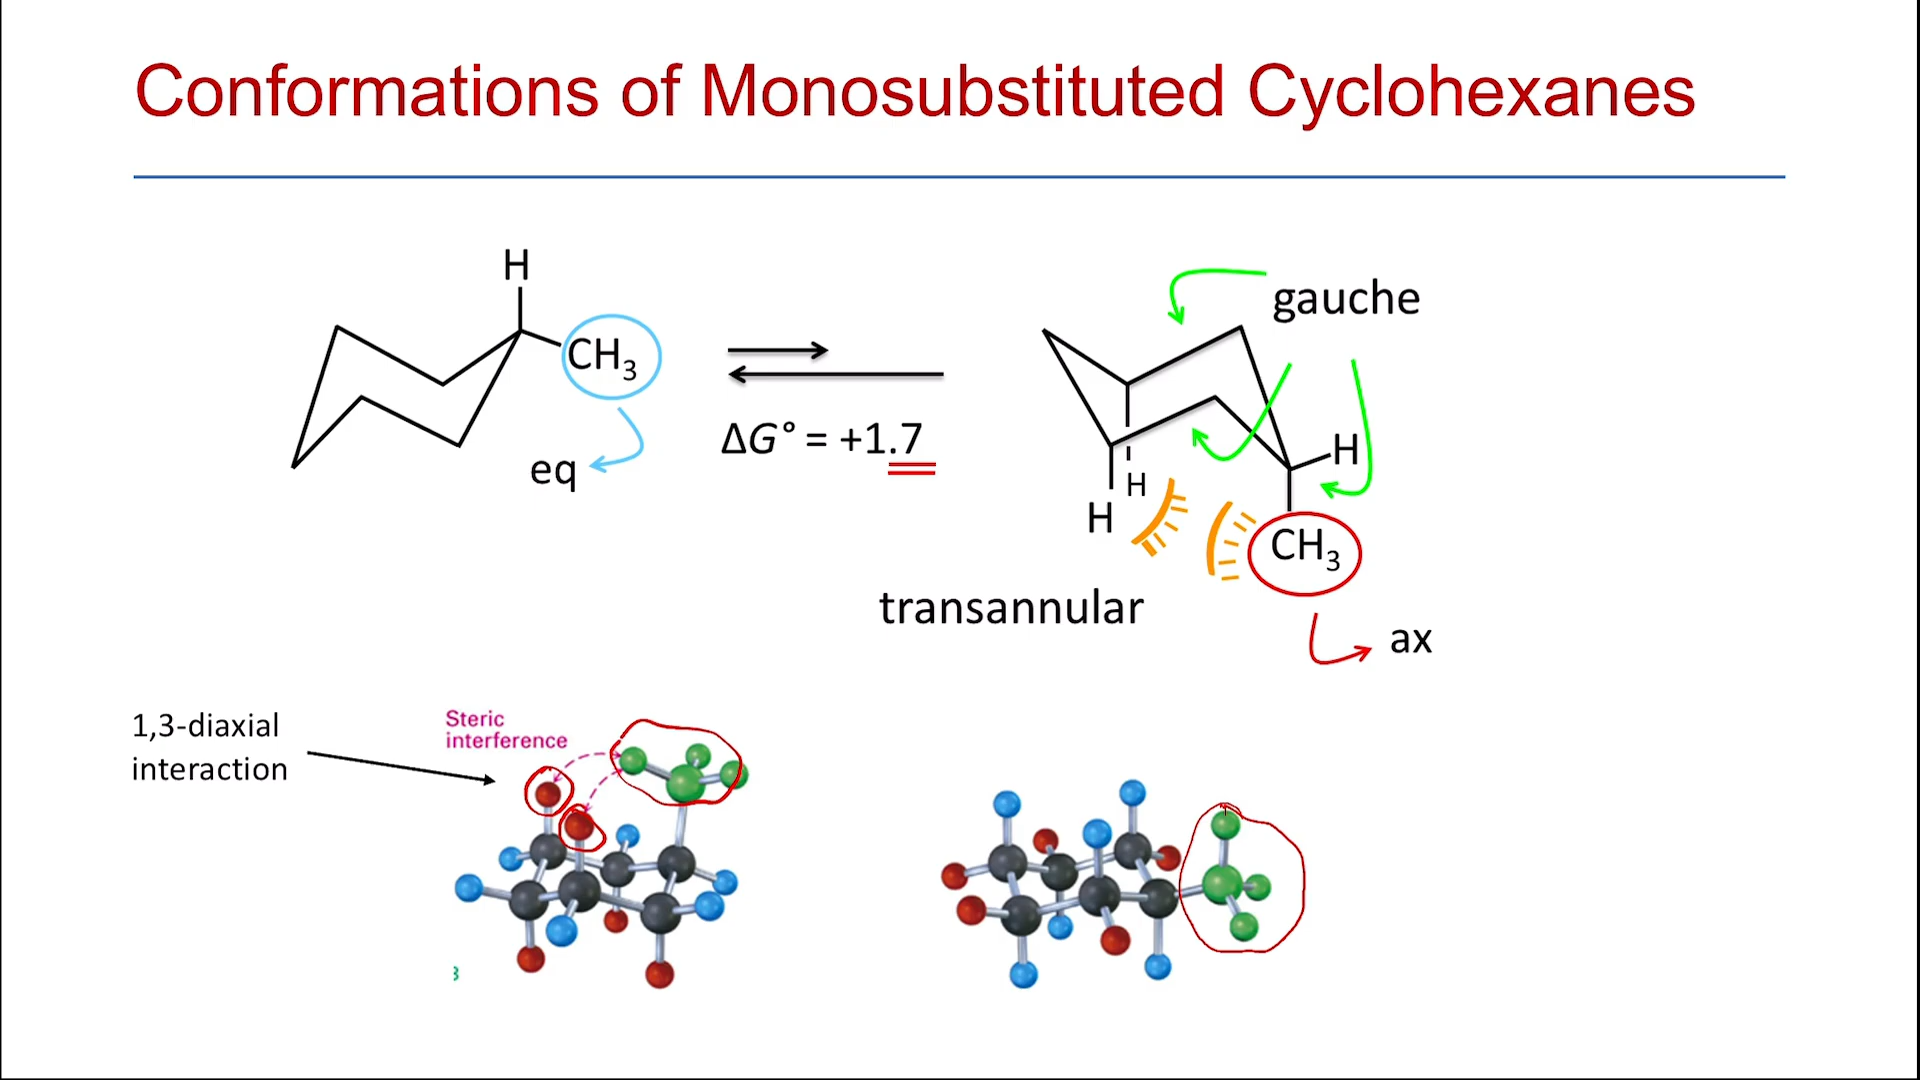 Conformations of Monosubstituted Cyclohexanes
H
CH₃
eq
ΔG° = +1.7
gauche
H
H
H
CH₃
transannular
ax
1,3-diaxial
interaction
Steric
interference
3